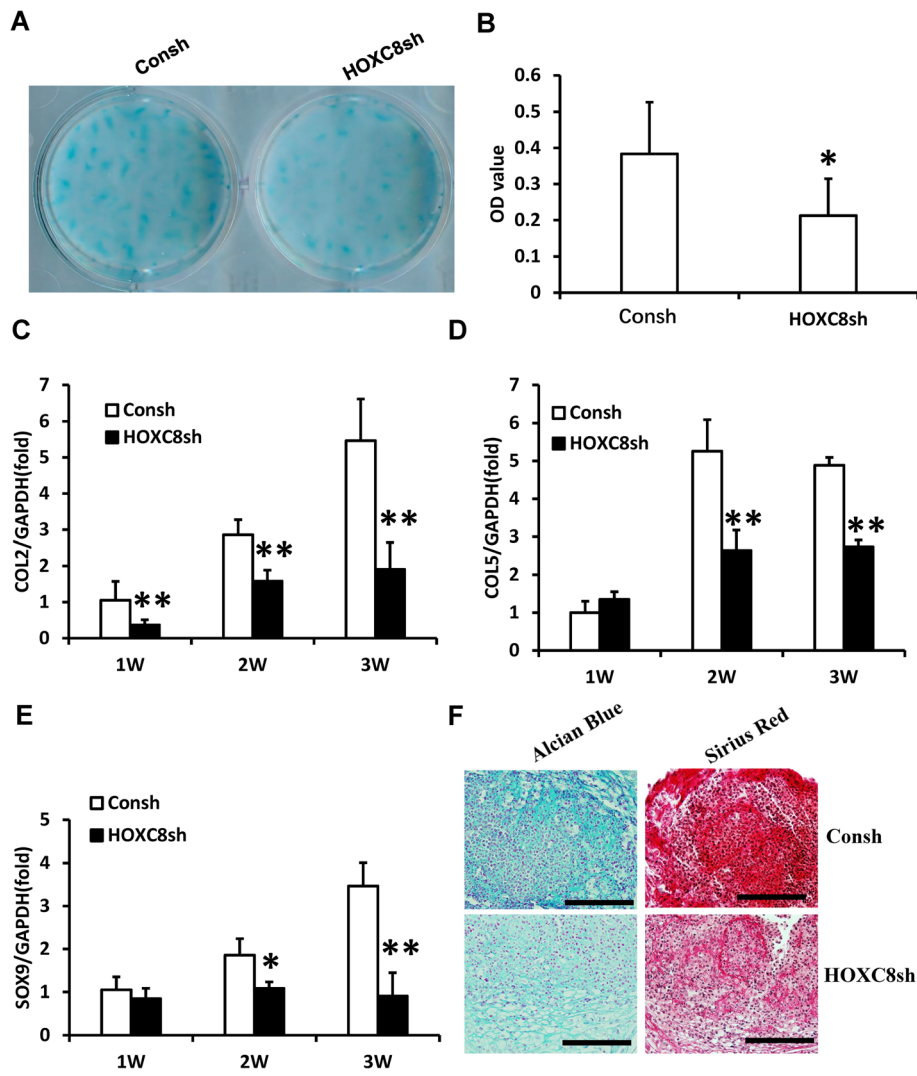 A
Consh
HOXC8sh
B
OD value
0.6
0.5
0.4
0.3
0.2
0.1
0
*
Consh
HOXC8sh
C
COL2/GAPDH(fold)
7
6
5
4
3
2
1
0
Consh
HOXC8sh
**
**
**
1W
2W
3W
D
COL5/GAPDH(fold)
7
6
5
4
3
2
1
0
Consh
HOXC8sh
**
**
1W
2W
3W
E
SOX9/GAPDH(fold)
5
4
3
2
1
0
Consh
HOXC8sh
*
**
1W
2W
3W
F
Alcian Blue
Sirius Red
Consh
HOXC8sh